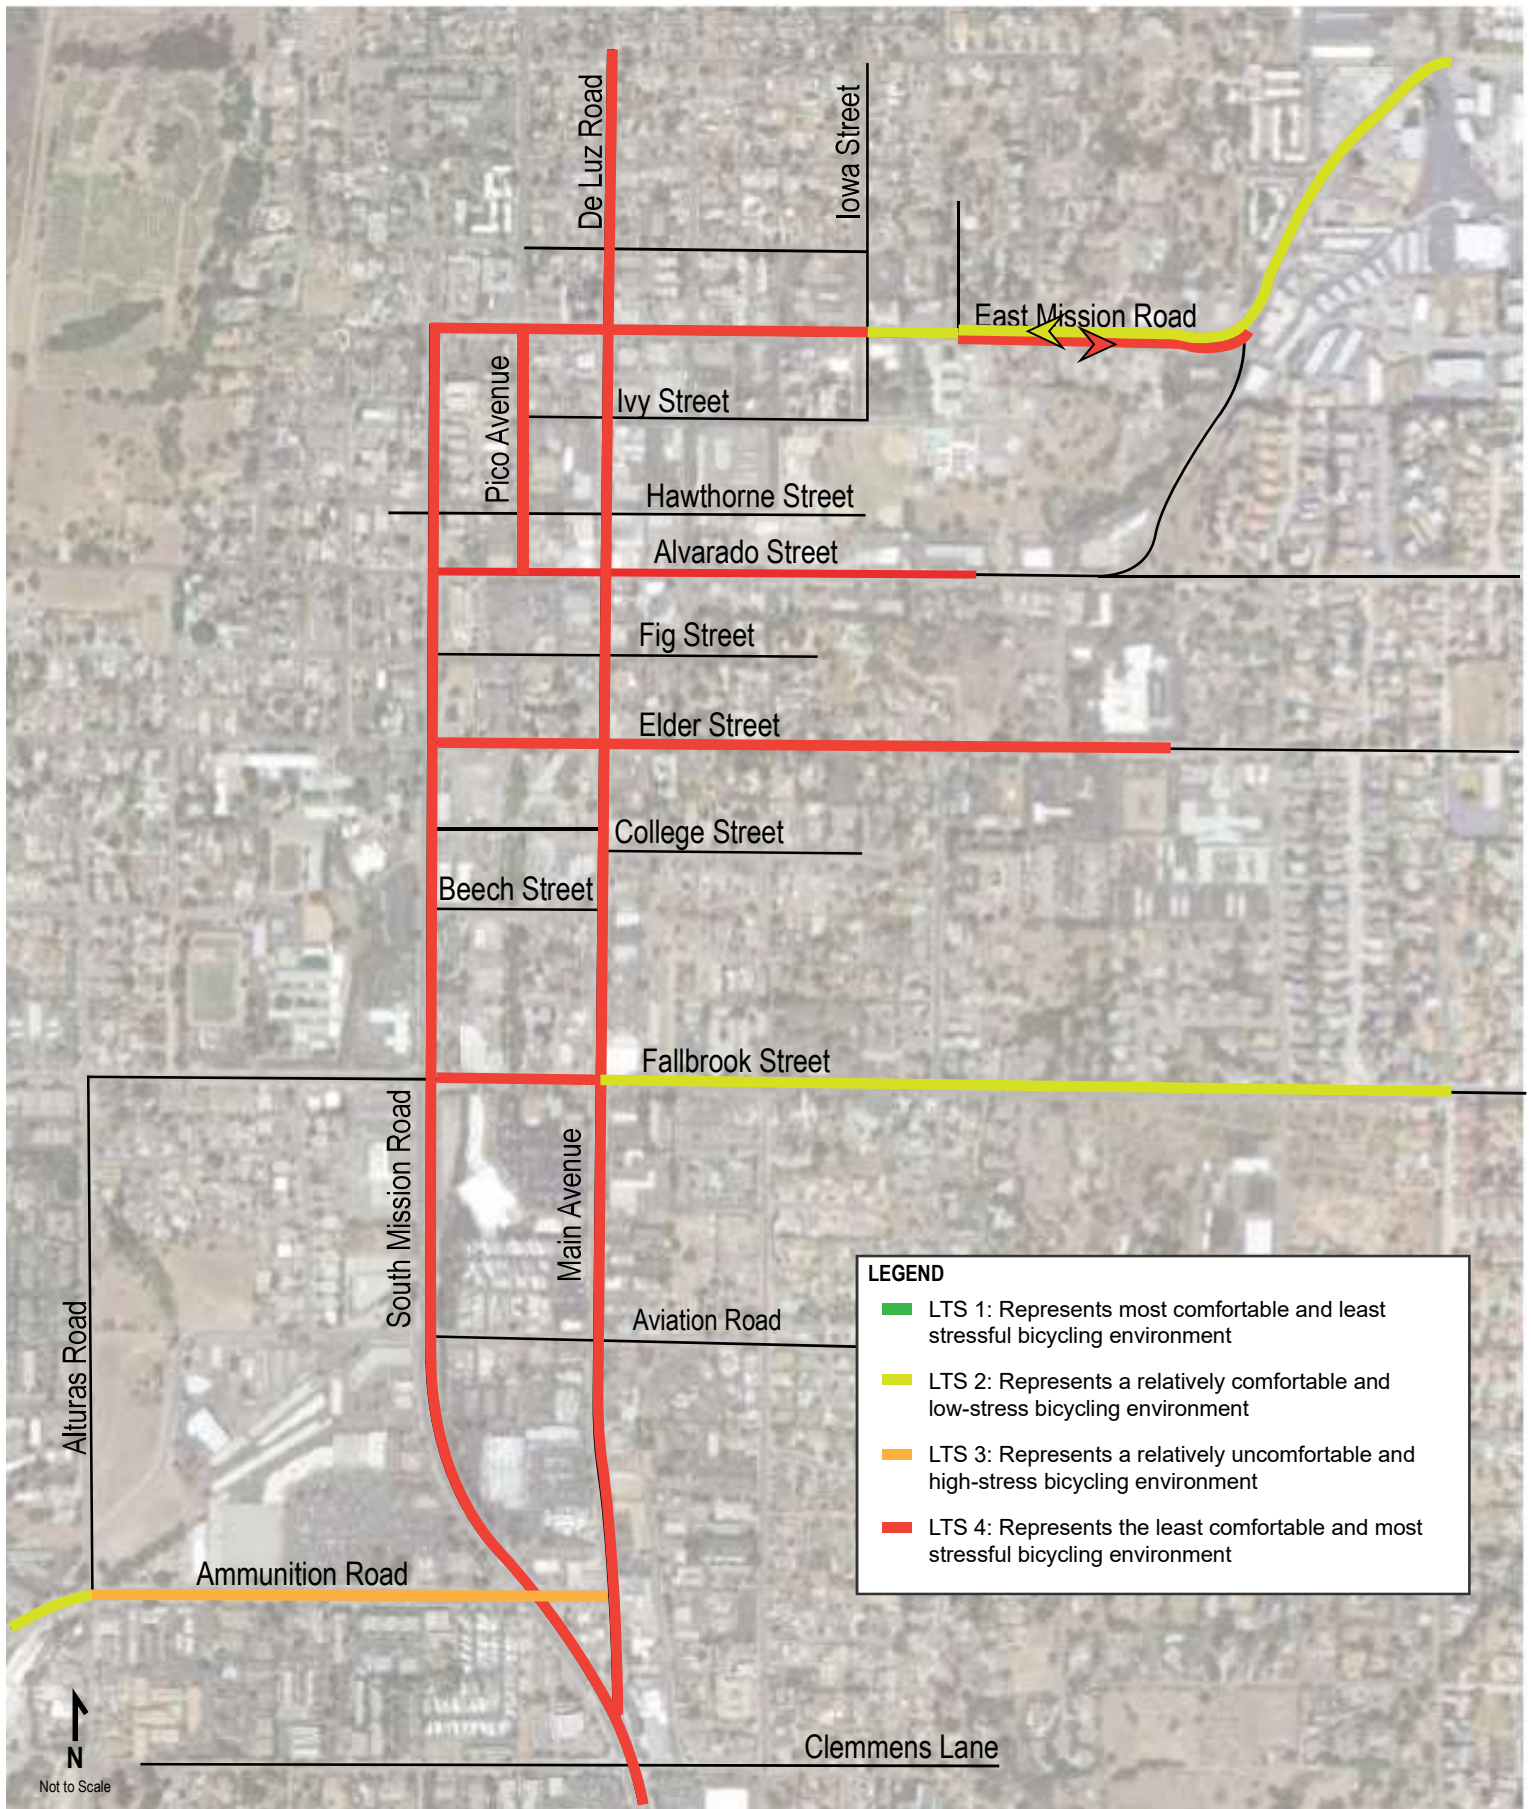 De Luz Road
Iowa Street
East Mission Road
Pico Avenue
Ivy Street
Hawthorne Street
Alvarado Street
Fig Street
Elder Street
College Street
Beech Street
Fallbrook Street
South Mission Road
Main Avenue
Aviation Road
Alturas Road
Ammunition Road
Clemmens Lane
LEGEND
LTS 1: Represents most comfortable and least
stressful bicycling environment
LTS 2: Represents a relatively comfortable and
low-stress bicycling environment
LTS 3: Represents a relatively uncomfortable and
high-stress bicycling environment
LTS 4: Represents the least comfortable and most
stressful bicycling environment
N
Not to Scale